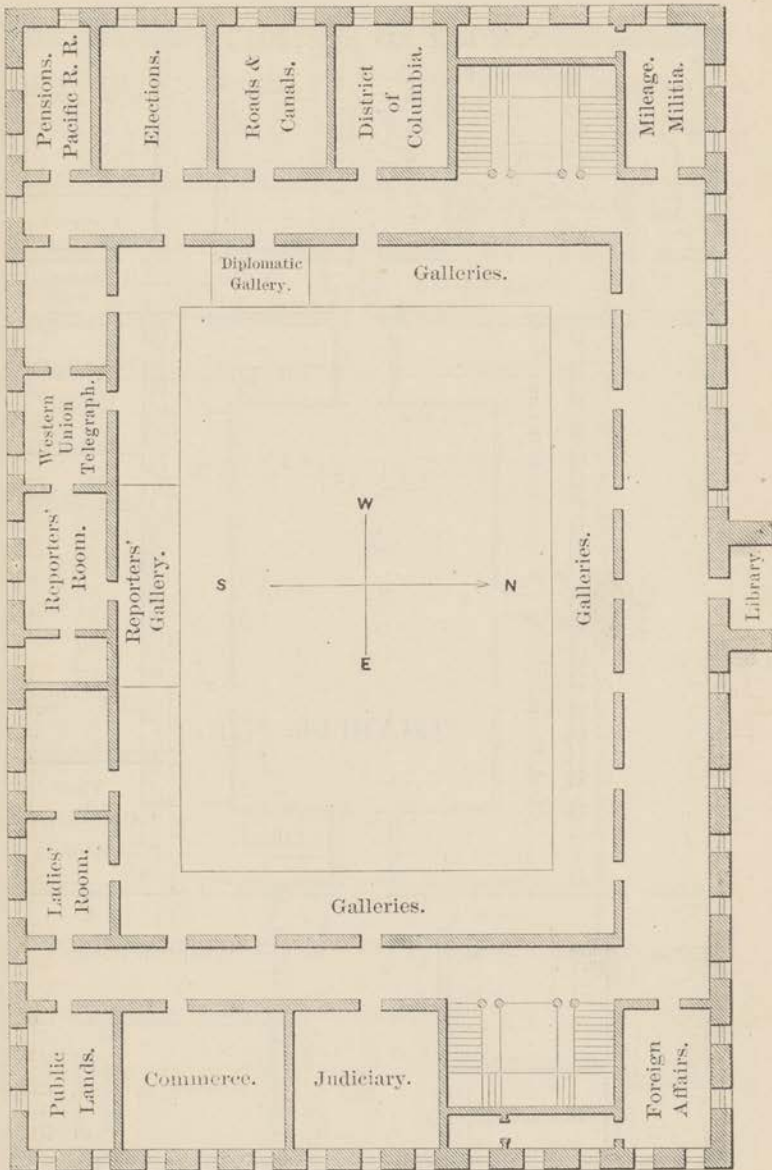 Pensions.
Pacific R. R.
Elections.
Roads &
Canals.
District
of
Columbia.
Mileage.
Militia.
Diplomatic
Gallery.
Galleries.
Western
Union
Telegraph.
Reporters'
Room.
Reporters'
Gallery.
W
S
N
E
Galleries.
Library.
Ladies'
Room.
Galleries.
Public
Lands.
Commerce.
Judiciary.
Foreign
Affairs.